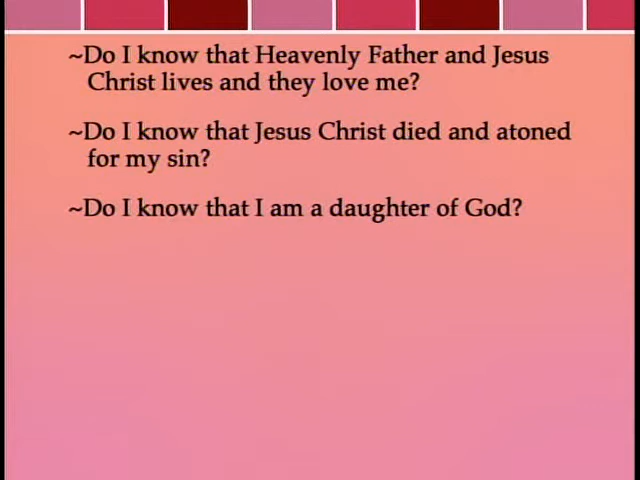 ~Do I know that Heavenly Father and Jesus
Christ lives and they love me?
~Do I know that Jesus Christ died and atoned
for my sin?
~Do I know that I am a daughter of God?